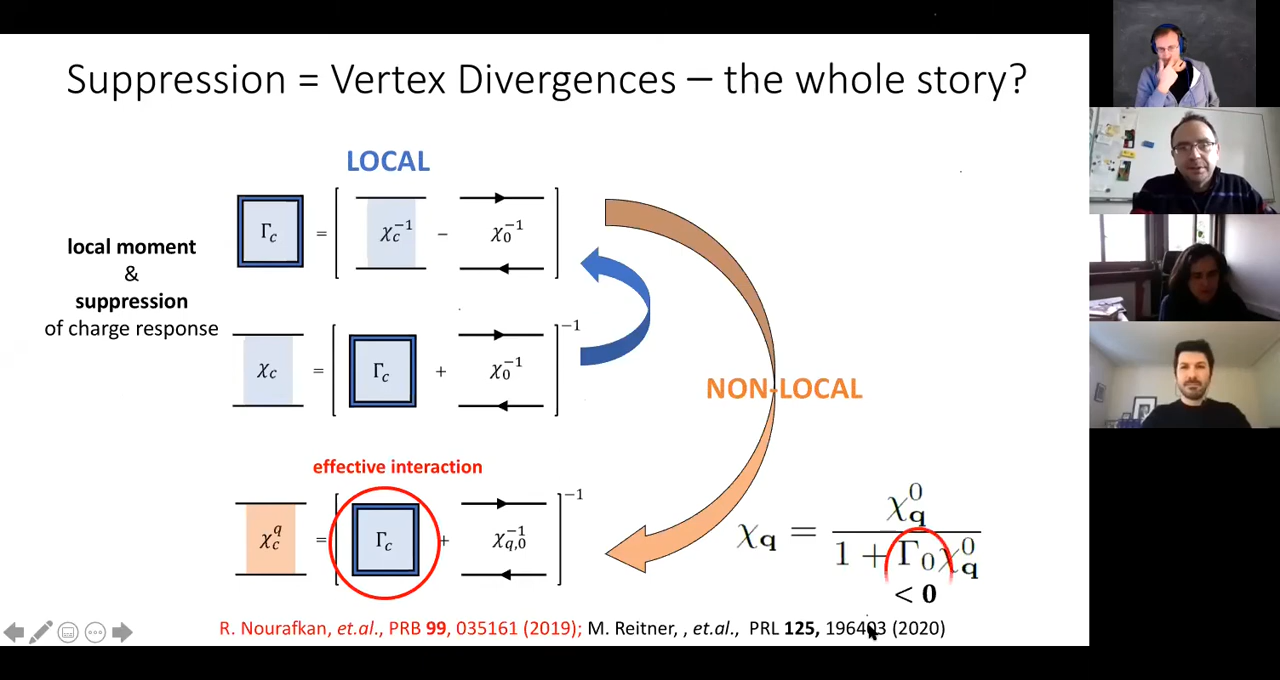 Suppression = Vertex Divergences – the whole story?
LOCAL
Γc = [ χc⁻¹ − χ0⁻¹ ]
local moment
&
suppression
of charge response
χc = [ Γc + χ0⁻¹ ]⁻¹
NON-LOCAL
effective interaction
χc^q = [ Γc + χq,0⁻¹ ]⁻¹
χq = χq⁰ / (1 + Γ0χq⁰)
< 0
R. Nourafkan, et.al., PRB 99, 035161 (2019); M. Reitner, , et.al., PRL 125, 196403 (2020)